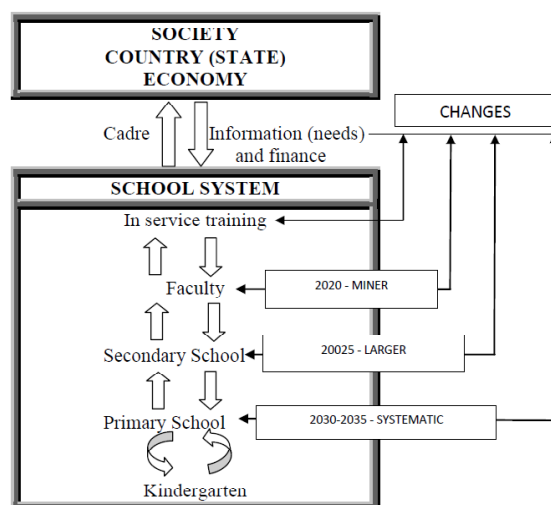 SOCIETY
COUNTRY (STATE)
ECONOMY
CHANGES
Cadre
Information (needs)
and finance
SCHOOL SYSTEM
In service training
Faculty
2020 - MINER
Secondary School
20025 - LARGER
Primary School
2030-2035 - SYSTEMATIC
Kindergarten